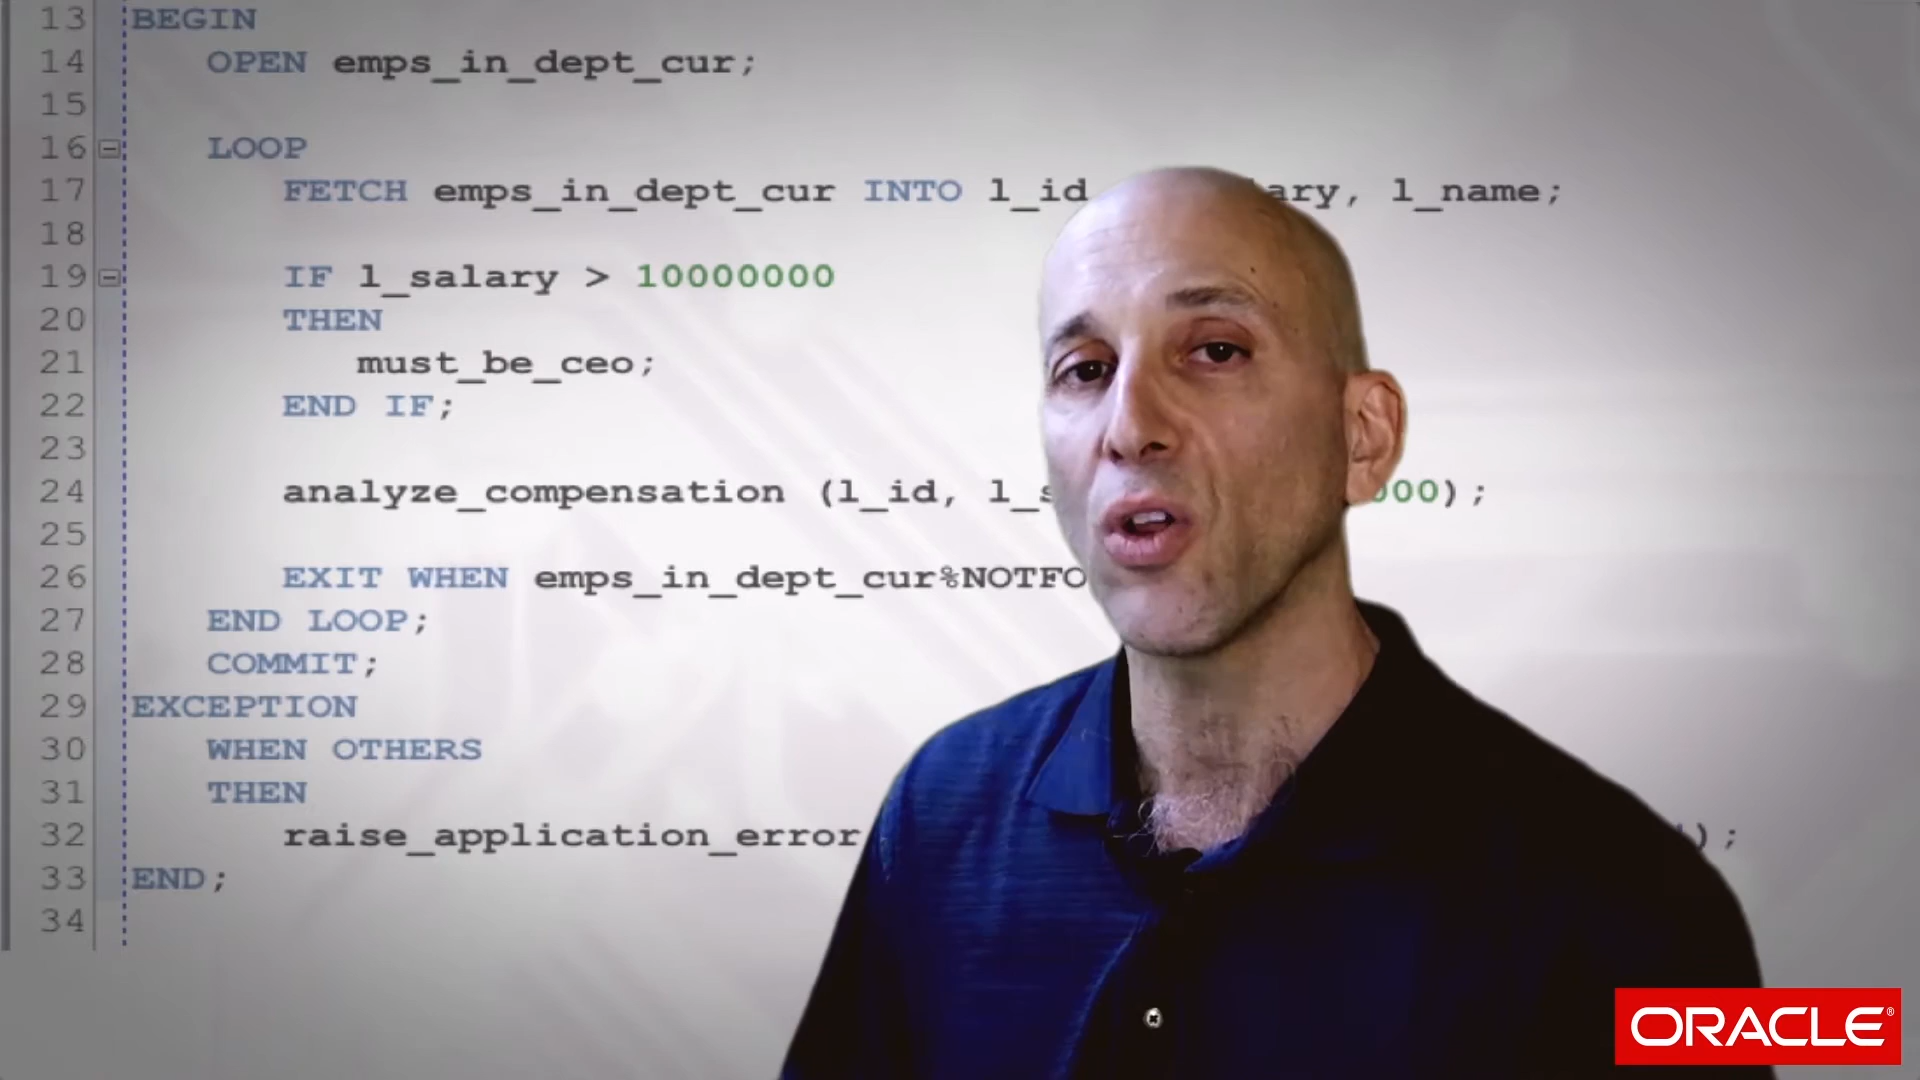 13 BEGIN
14 OPEN emps_in_dept_cur;
15
16 LOOP
17 FETCH emps_in_dept_cur INTO l_id ary, l_name;
18
19 IF l_salary > 10000000
20 THEN
21 must_be_ceo;
22 END IF;
23
24 analyze_compensation (l_id, l_s 000);
25
26 EXIT WHEN emps_in_dept_cur%NOTFO
27 END LOOP;
28 COMMIT;
29 EXCEPTION
30 WHEN OTHERS
31 THEN
32 raise_application_error );
33 END;
34
ORACLE®